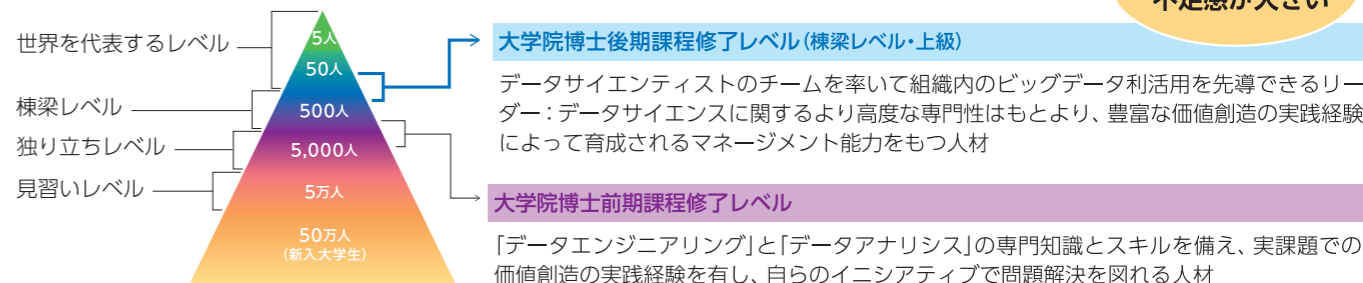 不足感が大きい
世界を代表するレベル
棟梁レベル
独り立ちレベル
見習いレベル
5人
50人
500人
5,000人
5万人
50万人
(新入大学生)
大学院博士後期課程修了レベル(棟梁レベル・上級)
データサイエンティストのチームを率いて組織内のビッグデータ利活用を先導できるリー
ダー：データサイエンスに関するより高度な専門性はもとより、豊富な価値創造の実践経験
によって育成されるマネージメント能力をもつ人材
大学院博士前期課程修了レベル
「データエンジニアリング」と「データアナリシス」の専門知識とスキルを備え、実課題での
価値創造の実践経験を有し、自らのイニシアティブで問題解決を図れる人材